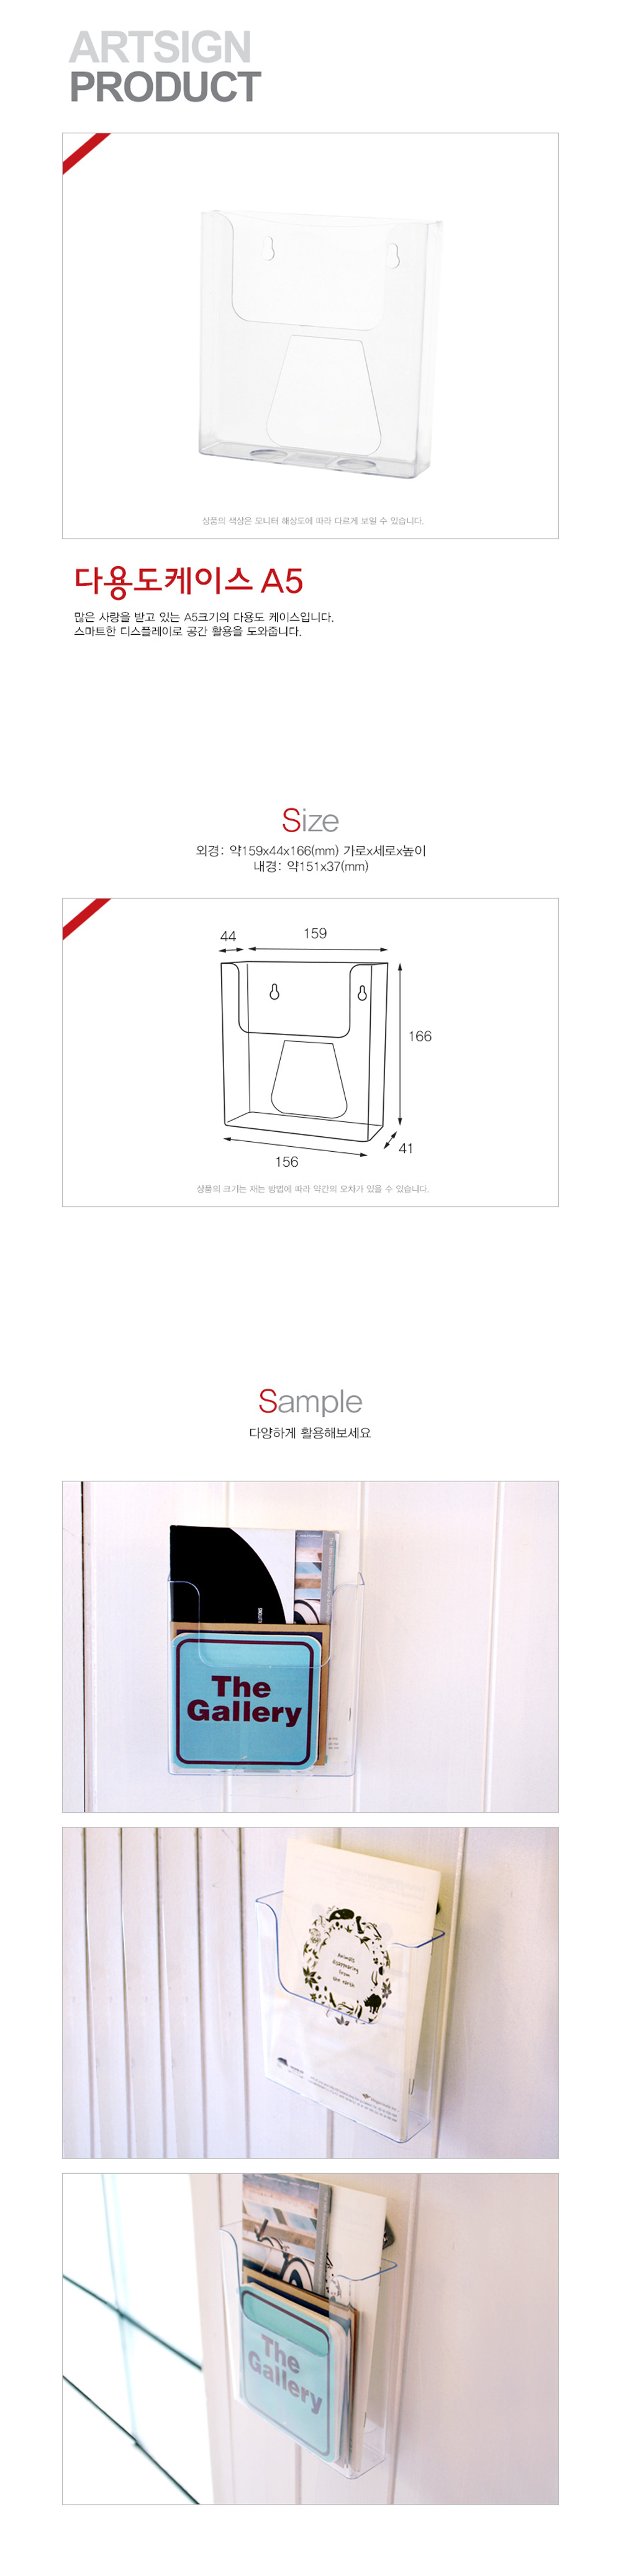 ARTSIGN
PRODUCT
상품의 색상은 모니터 해상도에 따라 다르게 보일 수 있습니다.
다용도케이스 A5
많은 사랑을 받고 있는 A5크기의 다용도 케이스입니다.
스마트한 디스플레이로 공간 활용을 도와줍니다.
Size
외경: 약159x44x166(mm) 가로x세로x높이
내경: 약151x37(mm)
44
159
166
41
156
상품의 크기는 재는 방법에 따라 약간의 오차가 있을 수 있습니다.
Sample
다양하게 활용해보세요
The
Gallery
Animals
disappearing
from
the earth
The
Gallery